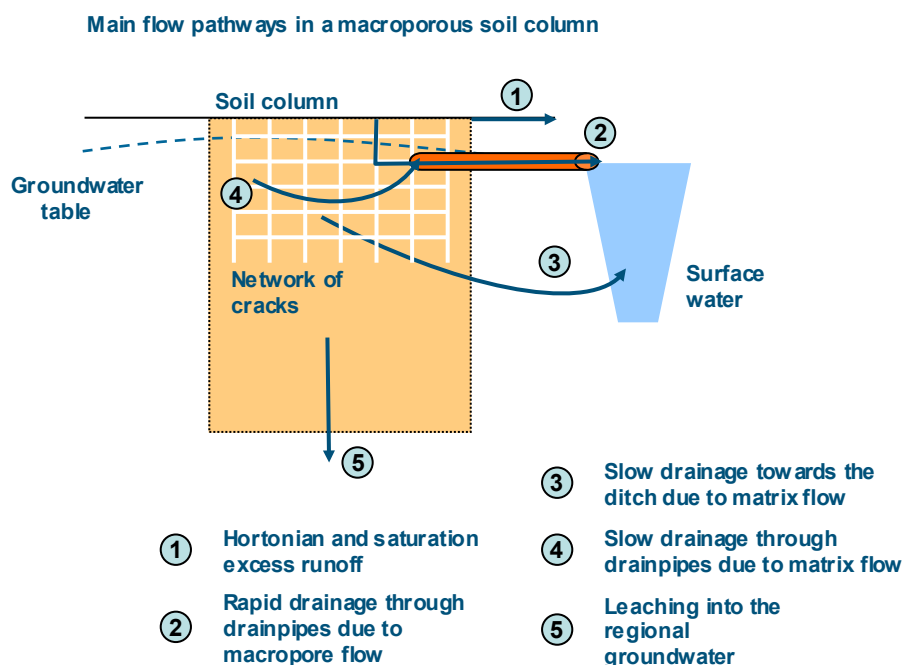 Main flow pathways in a macroporous soil column
1
Soil column
2
Groundwater
table
4
3
Network of
cracks
Surface
water
5
1
Hortonian and saturation
excess runoff
2
Rapid drainage through
drainpipes due to
macropore flow
3
Slow drainage towards the
ditch due to matrix flow
4
Slow drainage through
drainpipes due to matrix flow
5
Leaching into the
regional
groundwater